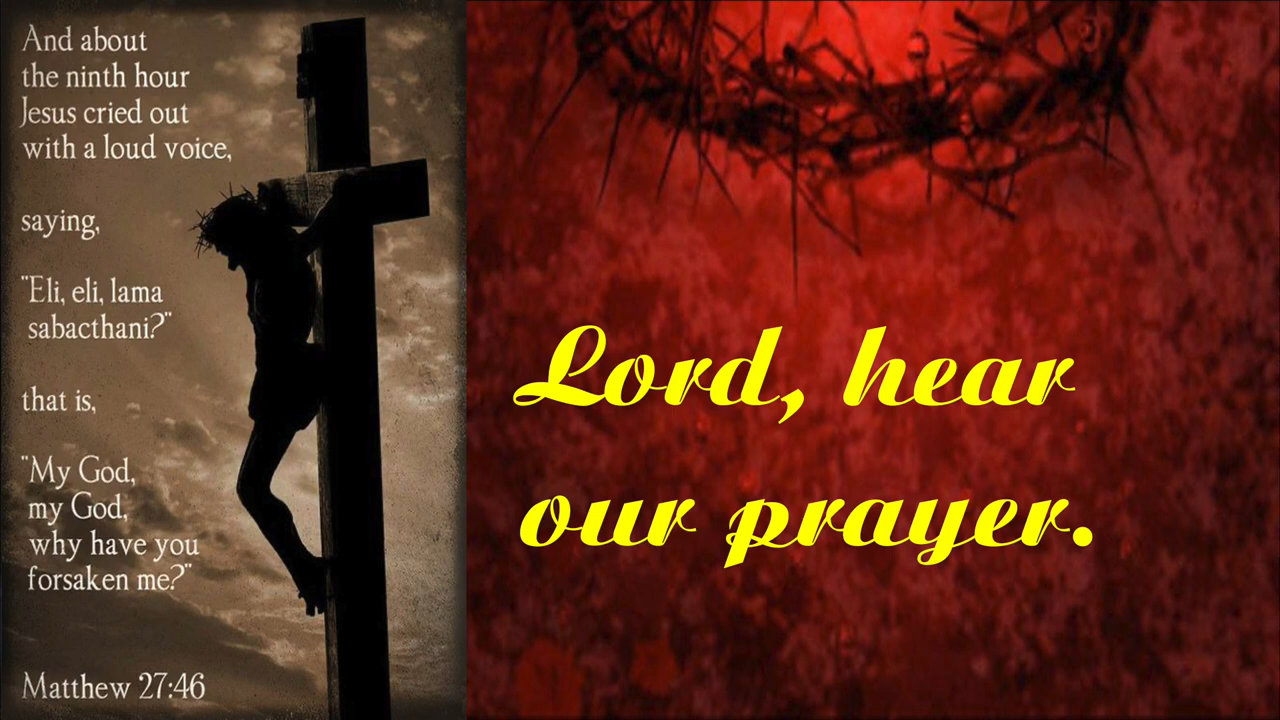 And about
the ninth hour
Jesus cried out
with a loud voice,
saying,
"Eli, eli, lama
sabacthani?"
that is,
"My God,
my God,
why have you
forsaken me?"
Matthew 27:46
Lord, hear
our prayer.